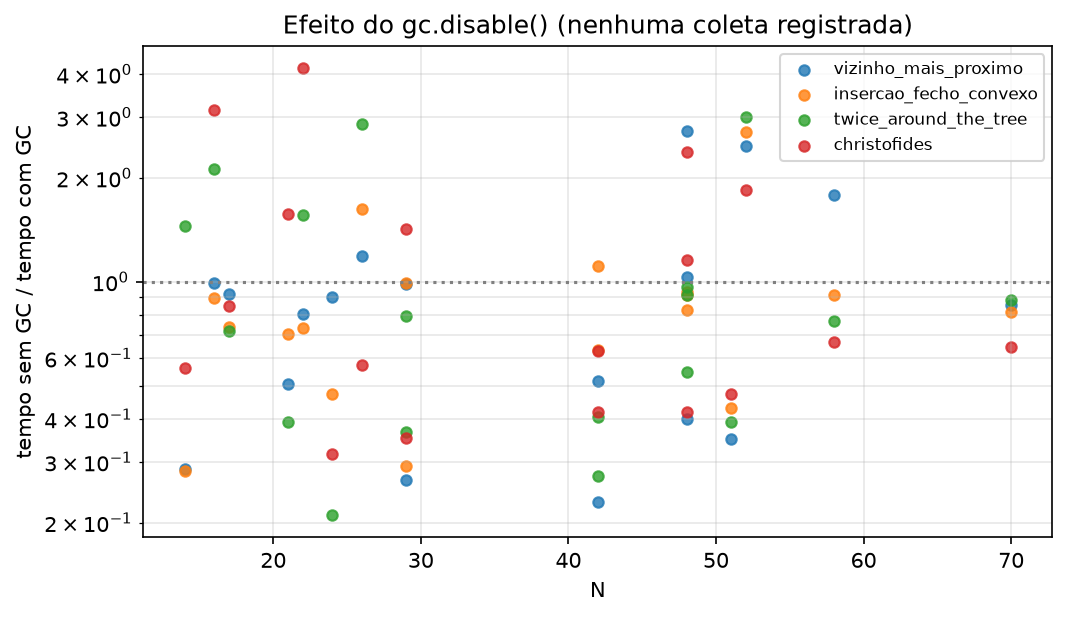 Efeito do gc.disable() (nenhuma coleta registrada)
tempo sem GC / tempo com GC
4 × 10⁰
3 × 10⁰
2 × 10⁰
10⁰
6 × 10⁻¹
4 × 10⁻¹
3 × 10⁻¹
2 × 10⁻¹
vizinho_mais_proximo
insercao_fecho_convexo
twice_around_the_tree
christofides
20 30 40 50 60 70
N